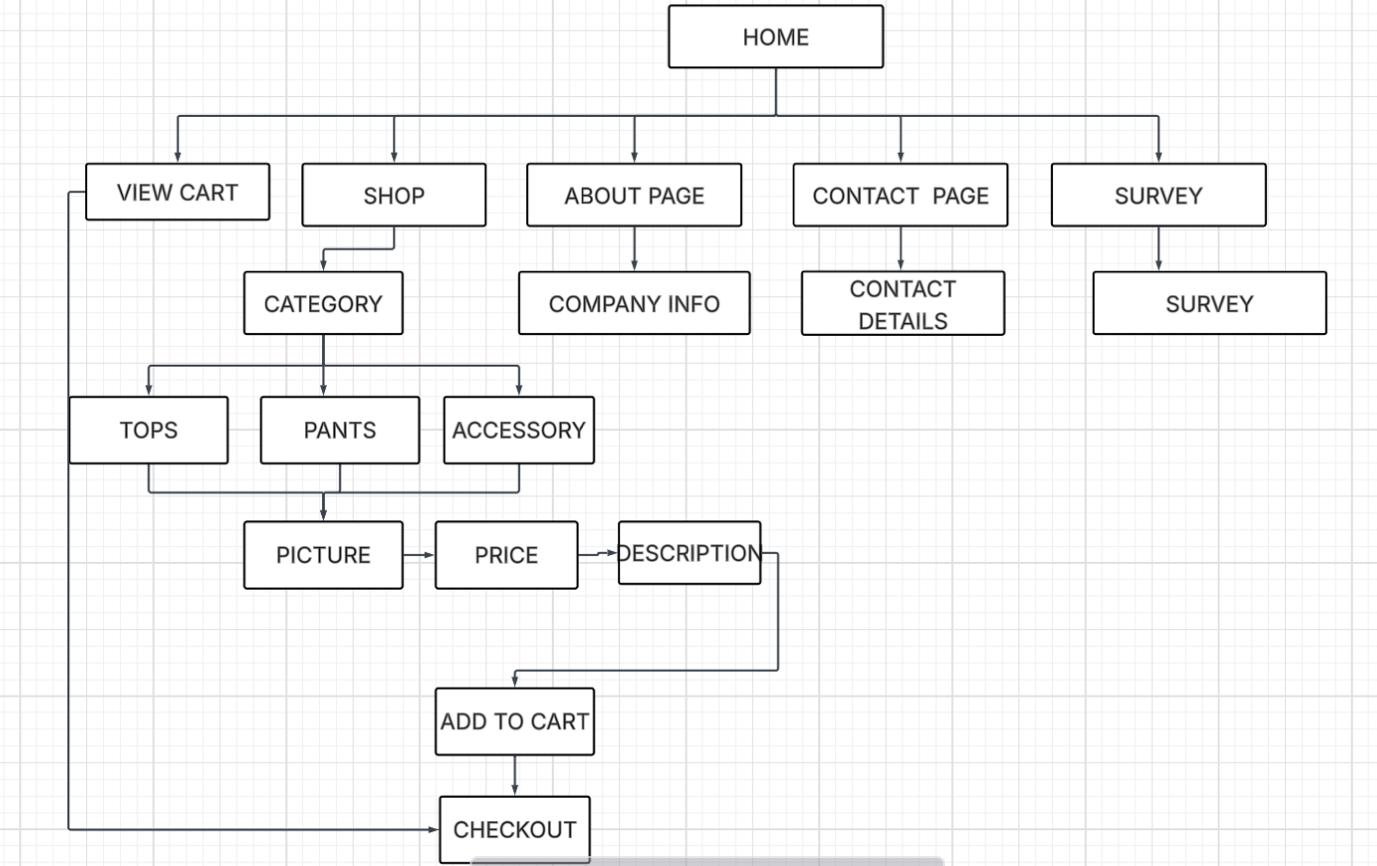 HOME
VIEW CART
SHOP
ABOUT PAGE
CONTACT  PAGE
SURVEY
CATEGORY
COMPANY INFO
CONTACT
DETAILS
SURVEY
TOPS
PANTS
ACCESSORY
PICTURE
PRICE
DESCRIPTION
ADD TO CART
CHECKOUT